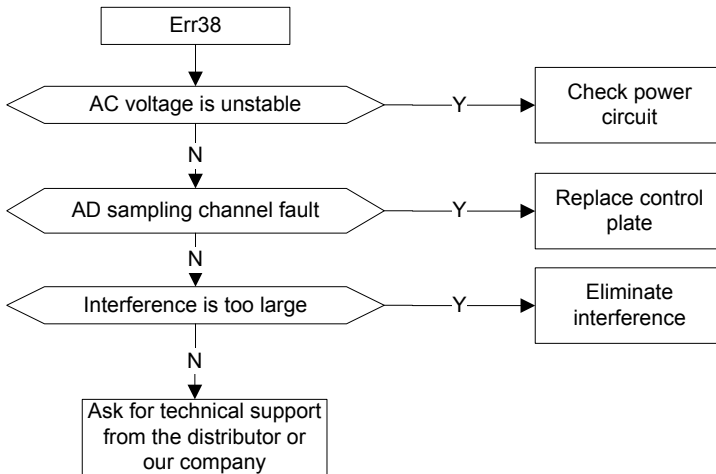 Err38
AC voltage is unstable
Y
Check power
circuit
N
AD sampling channel fault
Y
Replace control
plate
N
Interference is too large
Y
Eliminate
interference
N
Ask for technical support
from the distributor or
our company